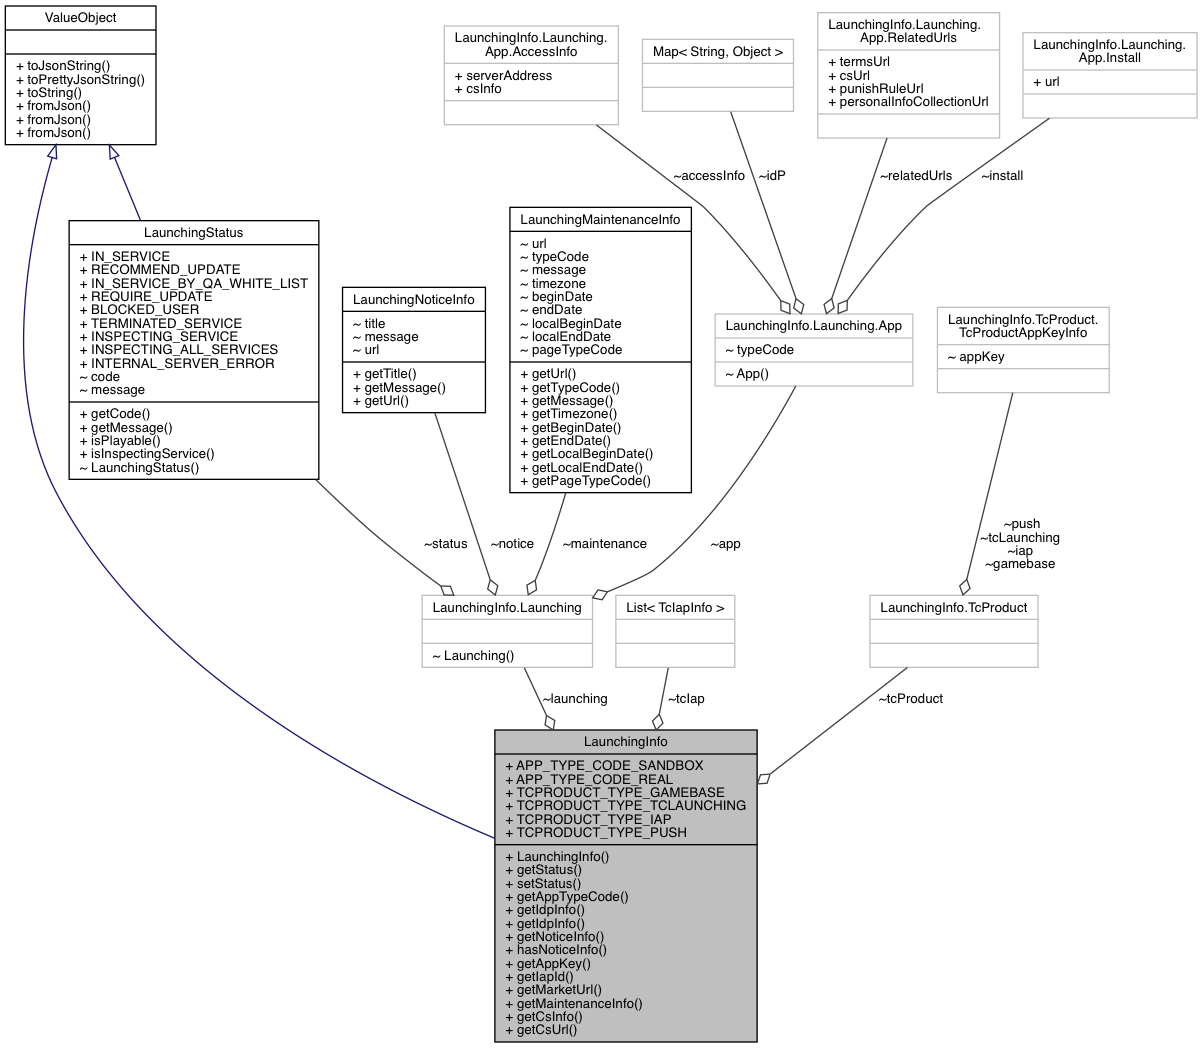 ValueObject
+ toJsonString()
+ toPrettyJsonString()
+ toString()
+ fromJson()
+ fromJson()
+ fromJson()
LaunchingInfo.Launching.
App.AccessInfo
+ serverAddress
+ csInfo
Map< String, Object >
LaunchingInfo.Launching.
App.RelatedUrls
+ termsUrl
+ csUrl
+ punishRuleUrl
+ personalInfoCollectionUrl
LaunchingInfo.Launching.
App.Install
+ url
~accessInfo
~idP
~relatedUrls
~install
LaunchingStatus
+ IN_SERVICE
+ RECOMMEND_UPDATE
+ IN_SERVICE_BY_QA_WHITE_LIST
+ REQUIRE_UPDATE
+ BLOCKED_USER
+ TERMINATED_SERVICE
+ INSPECTING_SERVICE
+ INSPECTING_ALL_SERVICES
+ INTERNAL_SERVER_ERROR
~ code
~ message
+ getCode()
+ getMessage()
+ isPlayable()
+ isInspectingService()
~ LaunchingStatus()
LaunchingNoticeInfo
~ title
~ message
~ url
+ getTitle()
+ getMessage()
+ getUrl()
LaunchingMaintenanceInfo
~ url
~ typeCode
~ message
~ timezone
~ beginDate
~ endDate
~ localBeginDate
~ localEndDate
~ pageTypeCode
+ getUrl()
+ getTypeCode()
+ getMessage()
+ getTimezone()
+ getBeginDate()
+ getEndDate()
+ getLocalBeginDate()
+ getLocalEndDate()
+ getPageTypeCode()
LaunchingInfo.Launching.App
~ typeCode
~ App()
LaunchingInfo.TcProduct.
TcProductAppKeyInfo
~ appKey
~status
~notice
~maintenance
~app
~push
~tcLaunching
~iap
~gamebase
LaunchingInfo.Launching
~ Launching()
List< TcIapInfo >
LaunchingInfo.TcProduct
~launching
~tcIap
~tcProduct
LaunchingInfo
+ APP_TYPE_CODE_SANDBOX
+ APP_TYPE_CODE_REAL
+ TCPRODUCT_TYPE_GAMEBASE
+ TCPRODUCT_TYPE_TCLAUNCHING
+ TCPRODUCT_TYPE_IAP
+ TCPRODUCT_TYPE_PUSH
+ LaunchingInfo()
+ getStatus()
+ setStatus()
+ getAppTypeCode()
+ getIdpInfo()
+ getIdpInfo()
+ getNoticeInfo()
+ hasNoticeInfo()
+ getAppKey()
+ getIapId()
+ getMarketUrl()
+ getMaintenanceInfo()
+ getCsInfo()
+ getCsUrl()